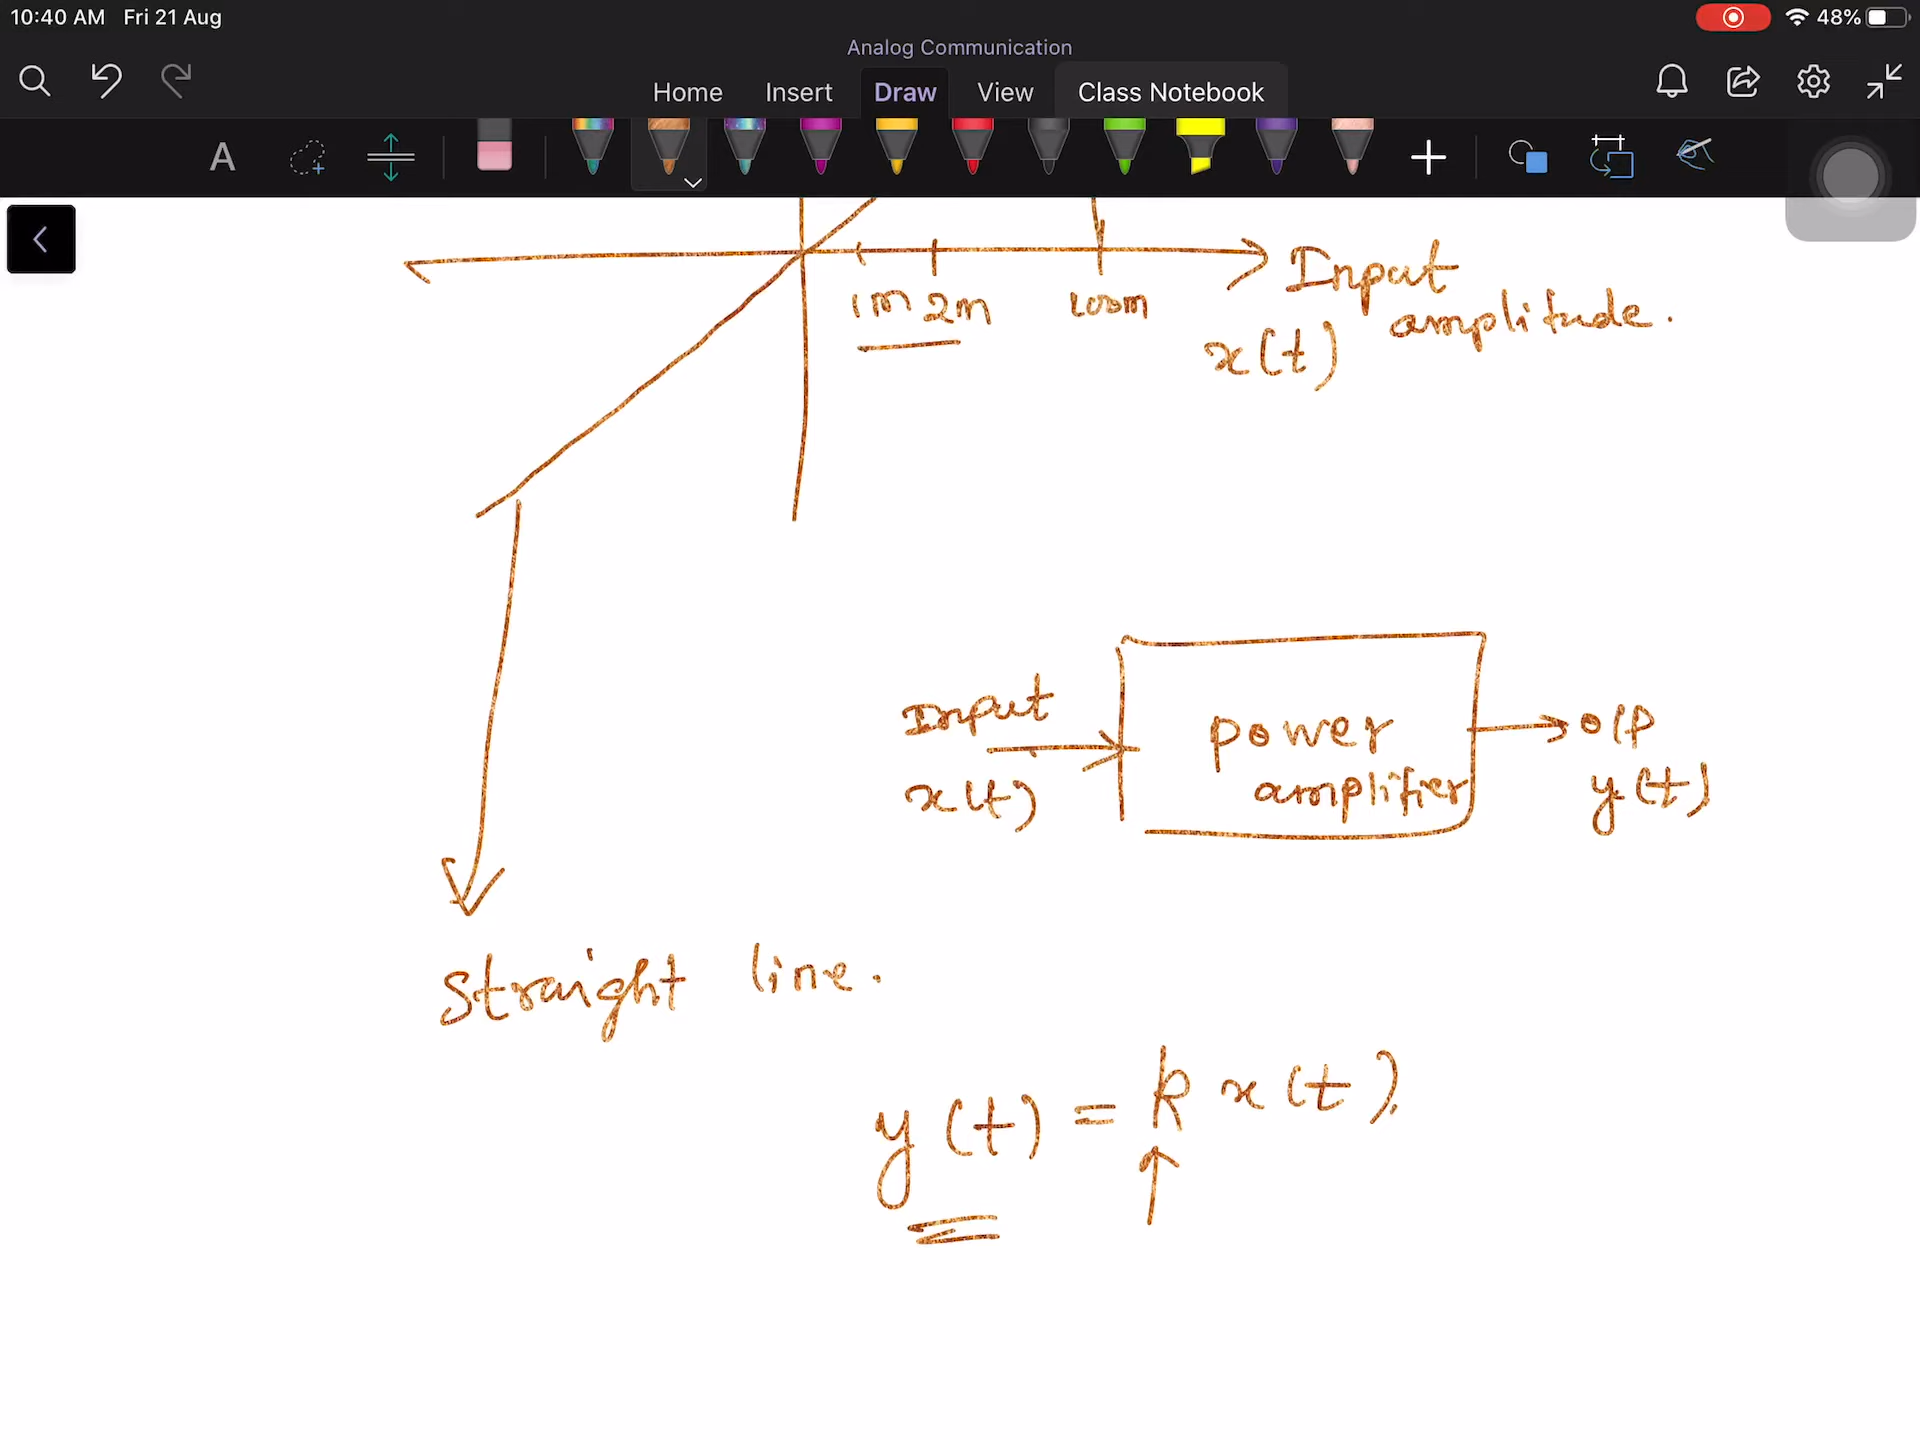 10:40 AM Fri 21 Aug
48%
Analog Communication
Home Insert Draw View Class Notebook
A
Input
amplitude.
1m 2m 100m
x(t)
Input
x(t)
power
amplifier
o/p
y(t)
Straight line.
y(t) = k x(t)